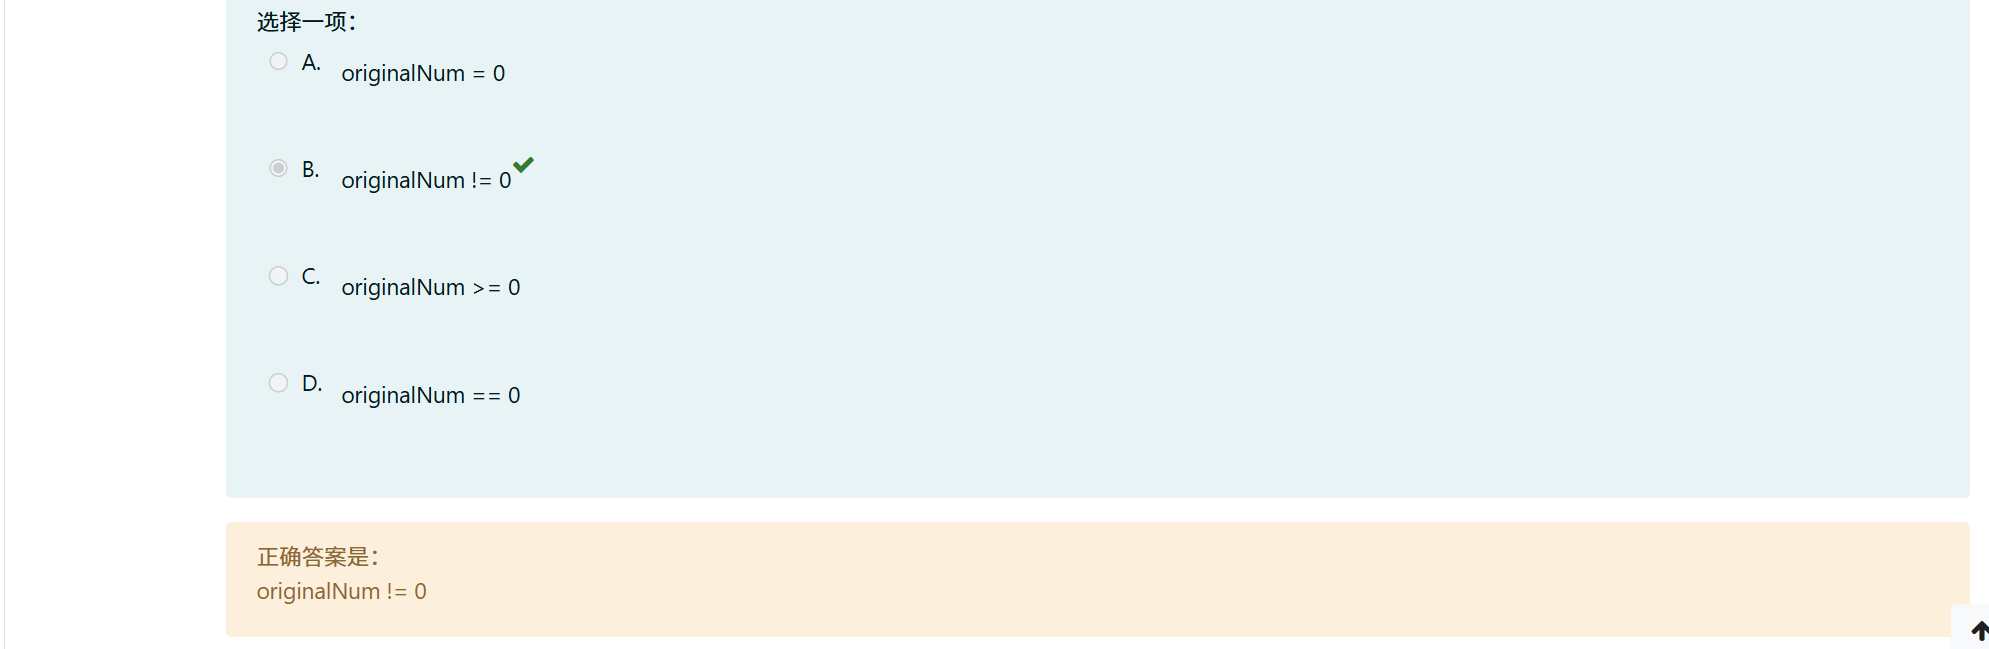 选择一项：
A. originalNum = 0
B. originalNum != 0
C. originalNum >= 0
D. originalNum == 0
正确答案是：
originalNum != 0